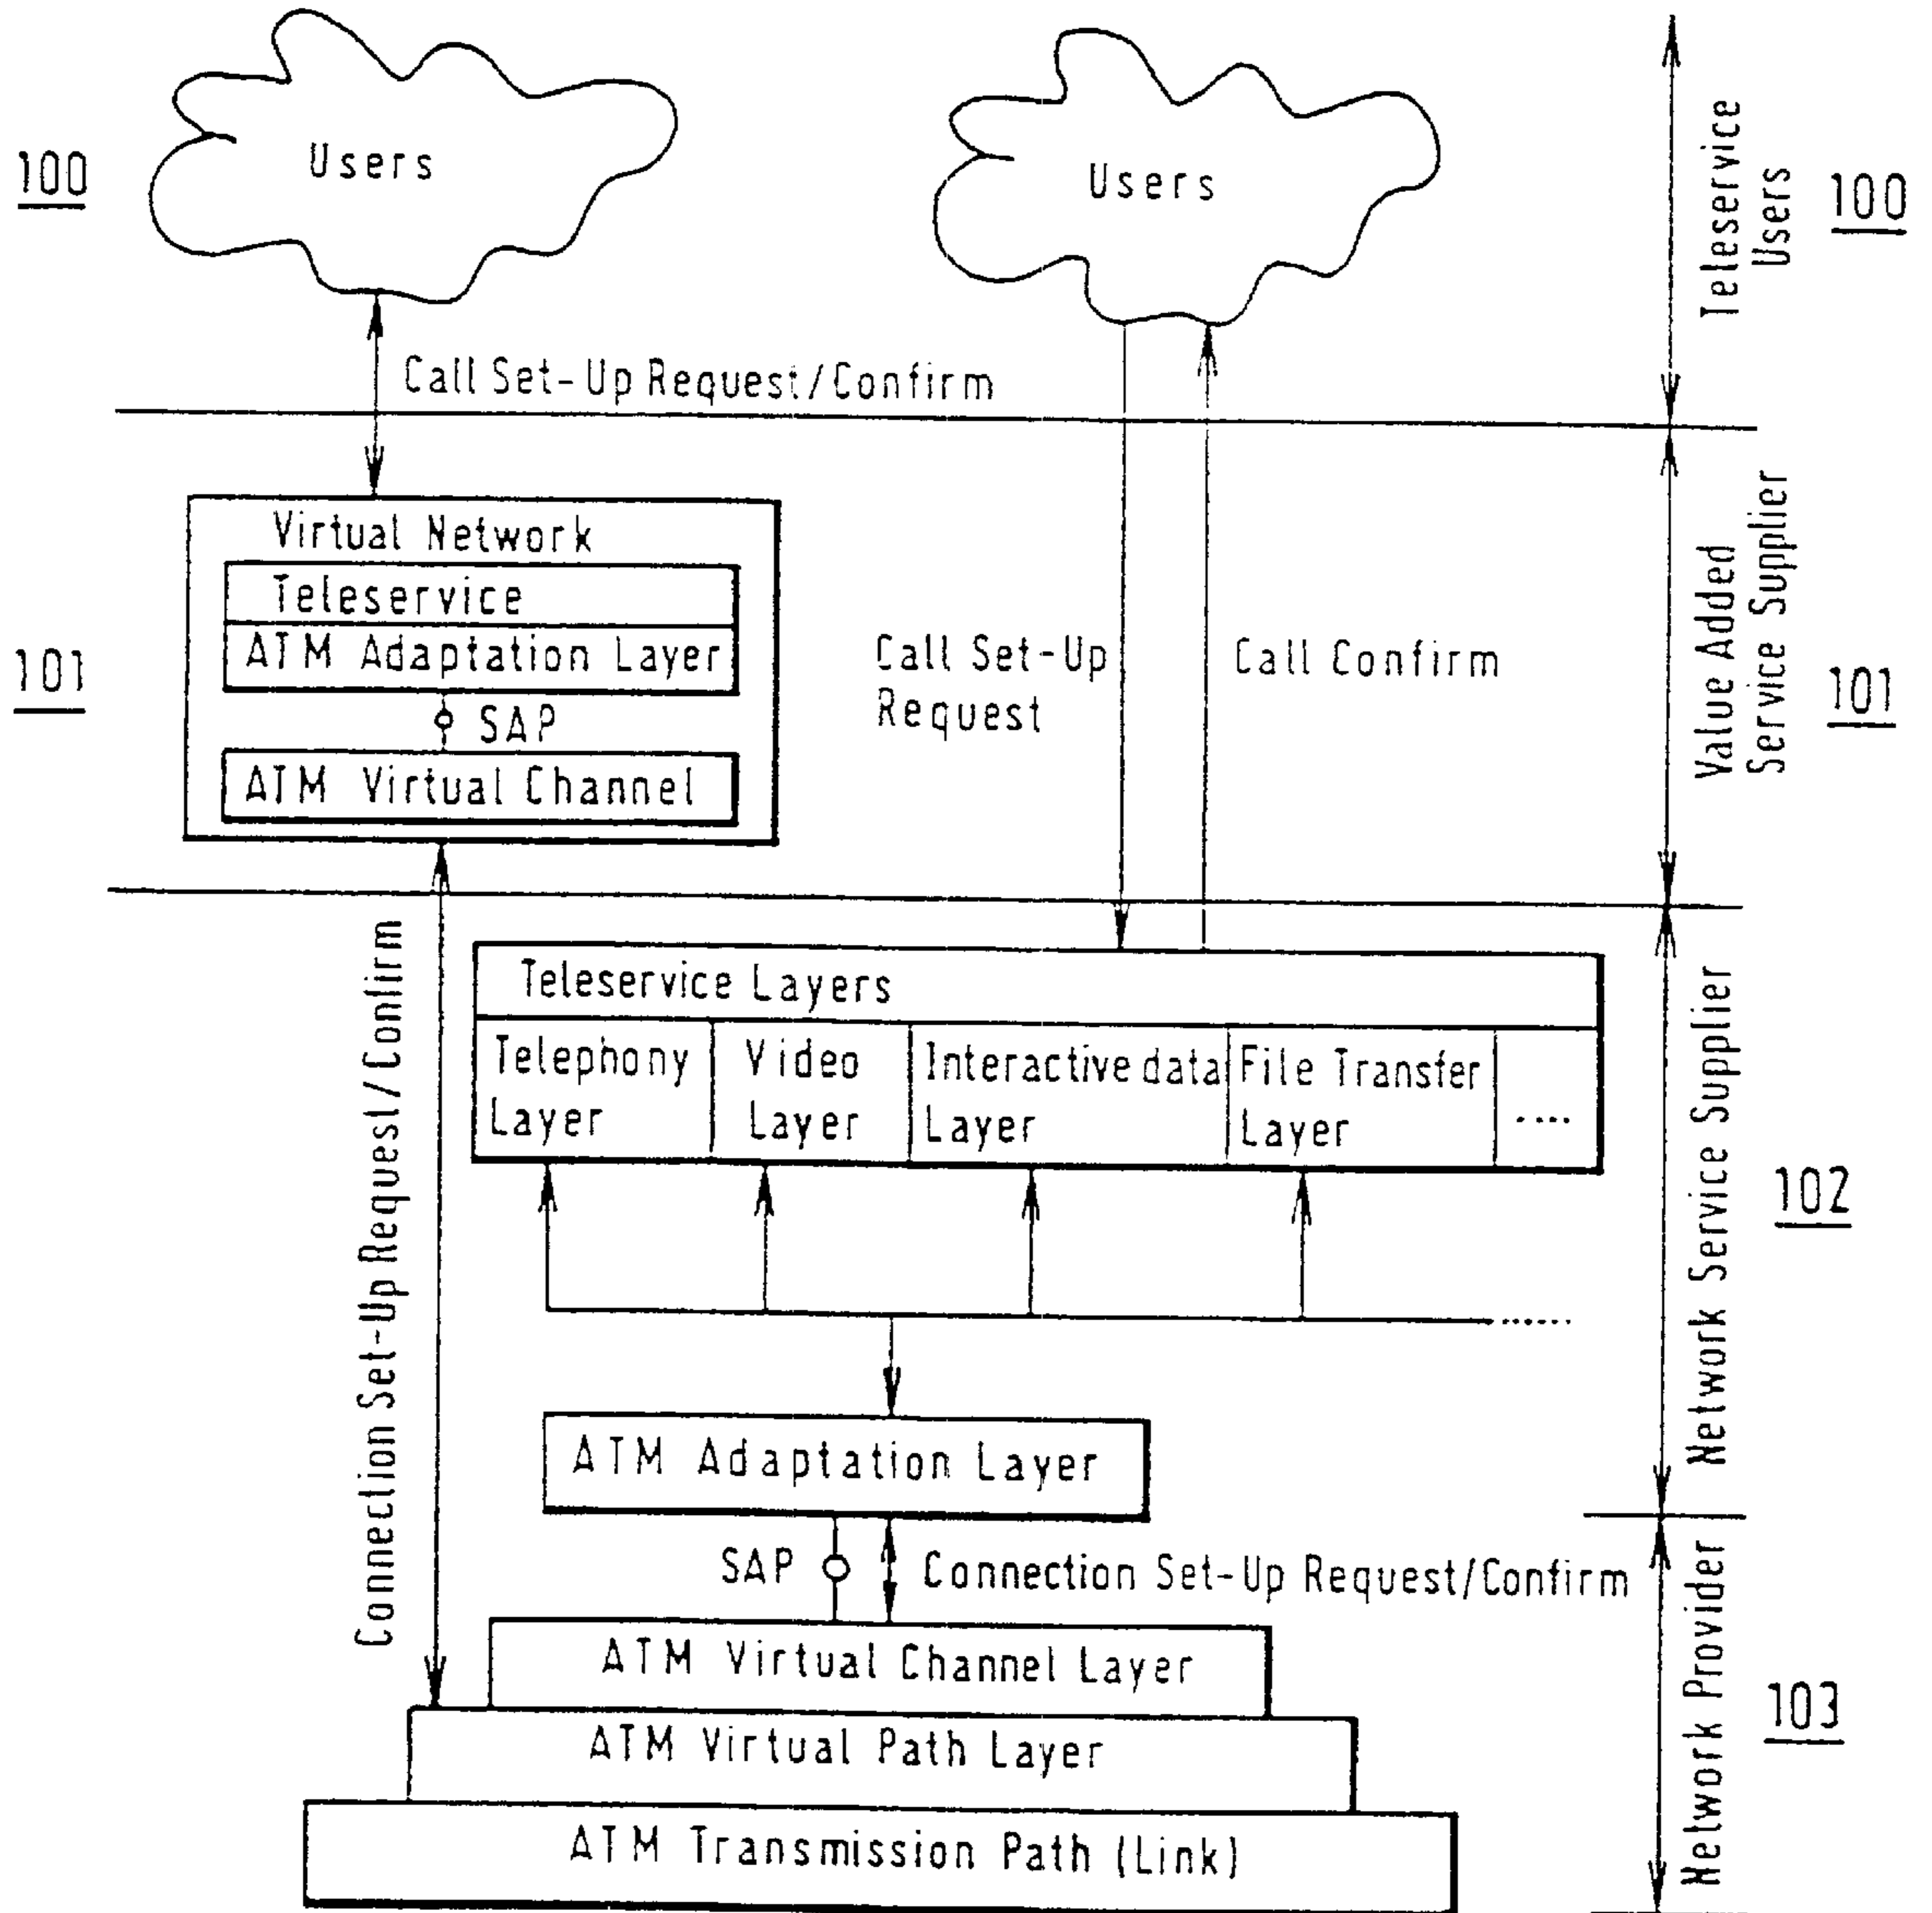 Users
Users
100
Teleservice
Users
100
Call Set-Up Request/Confirm
Virtual Network
Teleservice
ATM Adaptation Layer
SAP
ATM Virtual Channel
101
Call Set-Up
Request
Call Confirm
Value Added
Service Supplier
101
Connection Set-Up Request/Confirm
Teleservice Layers
Telephony
Layer
Video
Layer
Interactive data
Layer
File Transfer
Layer
....
Network Service Supplier
102
......
ATM Adaptation Layer
SAP
Connection Set-Up Request/Confirm
ATM Virtual Channel Layer
ATM Virtual Path Layer
ATM Transmission Path (Link)
Network Provider
103